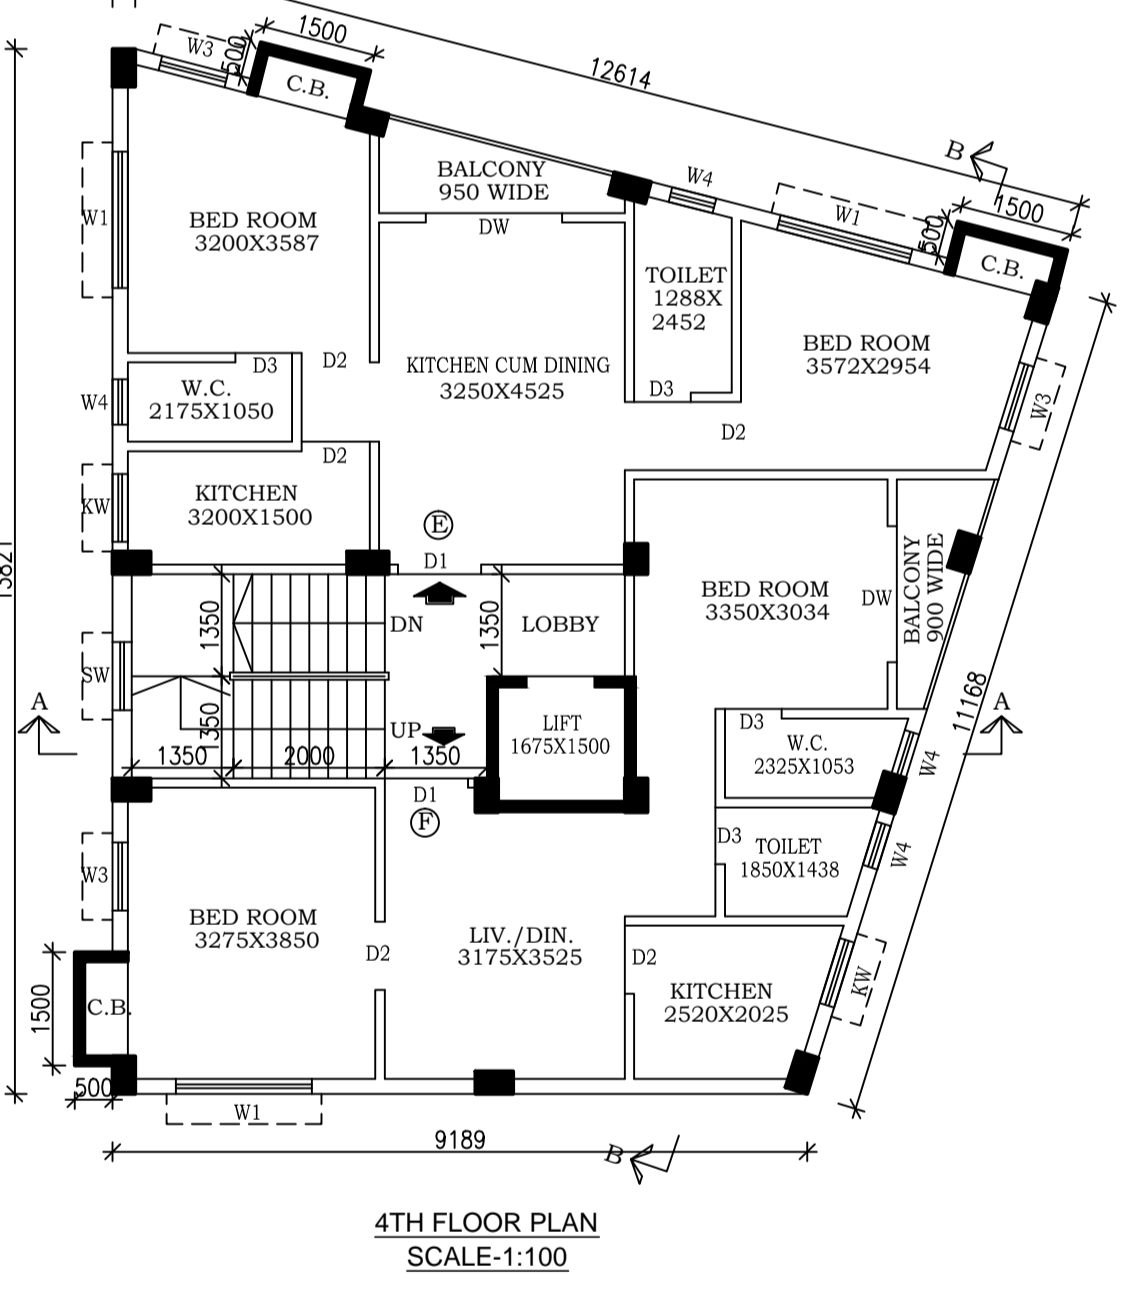 1500
W3
500
C.B.
12614
B
W4
1500
W1
500
C.B.
BALCONY
950 WIDE
DW
W1
BED ROOM
3200X3587
TOILET
1288X
2452
D3
BED ROOM
3572X2954
W3
D3
D2
KITCHEN CUM DINING
3250X4525
W.C.
2175X1050
W4
D2
D2
KITCHEN
3200X1500
KW
E
D1
BED ROOM
3350X3034
DW
BALCONY
900 WIDE
1350
DN
1350
LOBBY
SW
A
1350
UP
LIFT
1675X1500
1350
2000
1350
D3
W.C.
2325X1053
W4
11168
A
D1
F
D3
TOILET
1850X1438
W4
W3
BED ROOM
3275X3850
D2
LIV./DIN.
3175X3525
D2
KITCHEN
2520X2025
KW
1500
C.B.
500
W1
9189
B
4TH FLOOR PLAN
SCALE-1:100